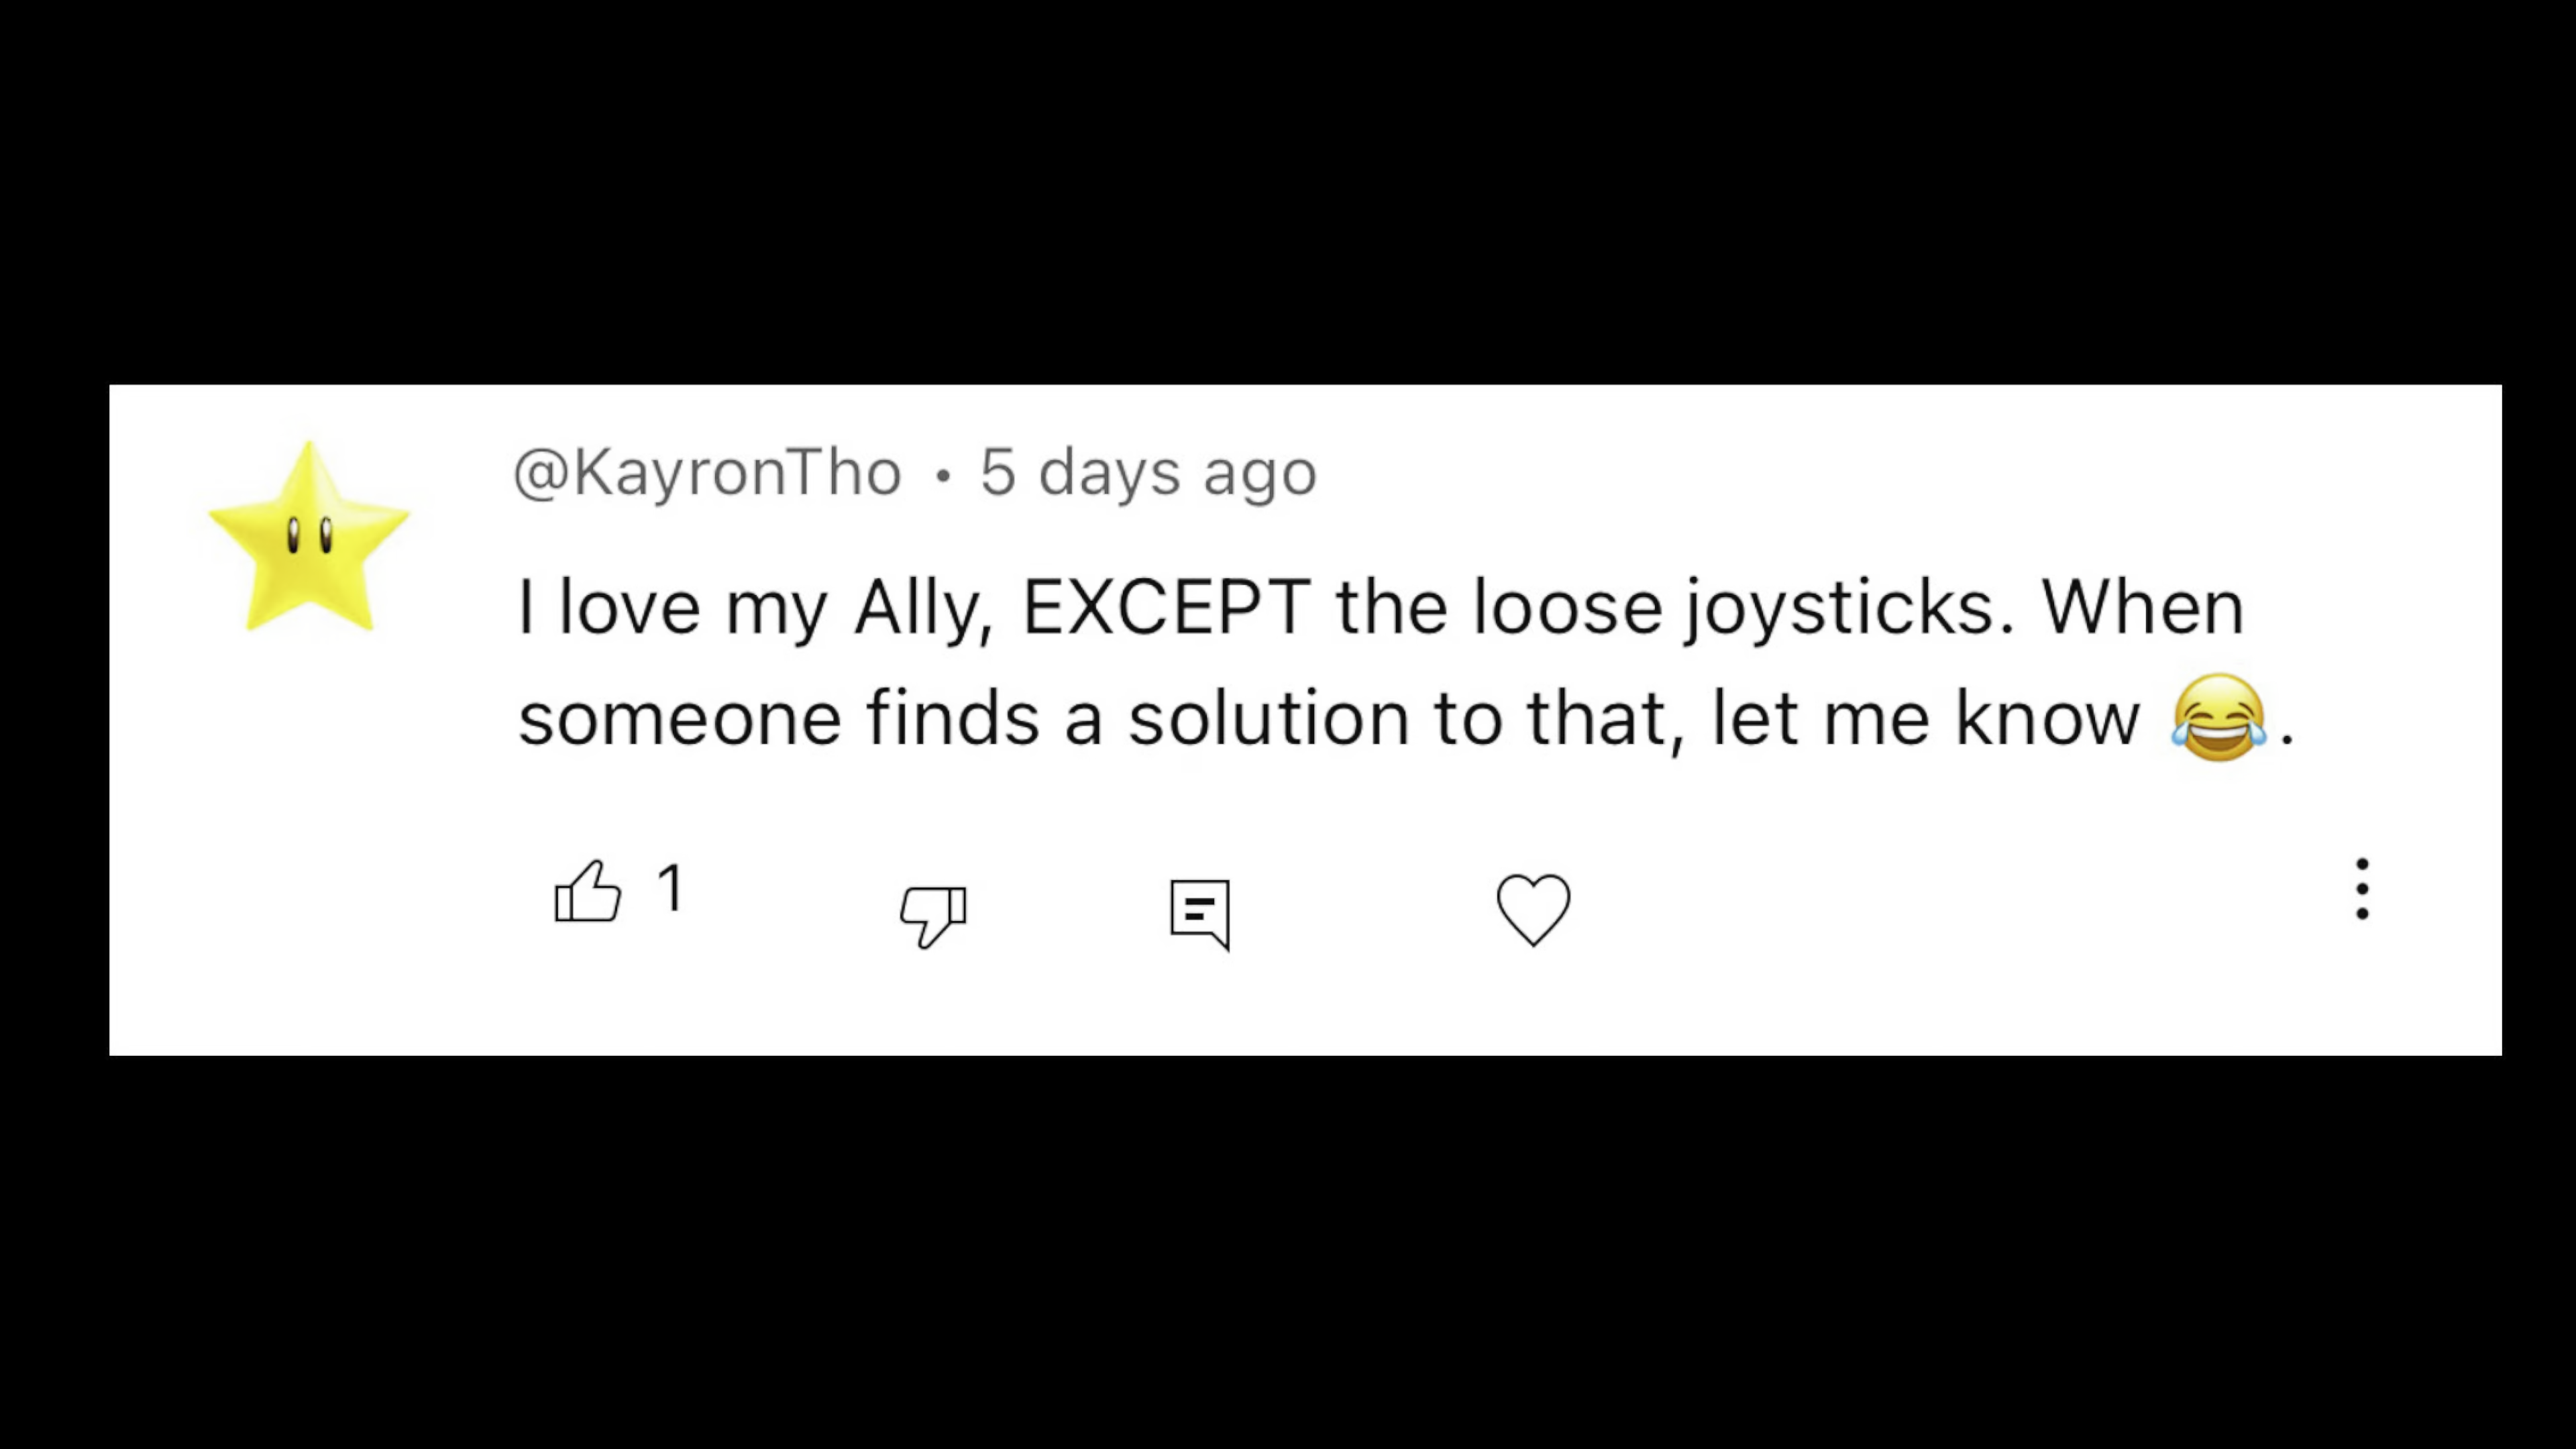 @KayronTho • 5 days ago
I love my Ally, EXCEPT the loose joysticks. When
someone finds a solution to that, let me know 😂.
1